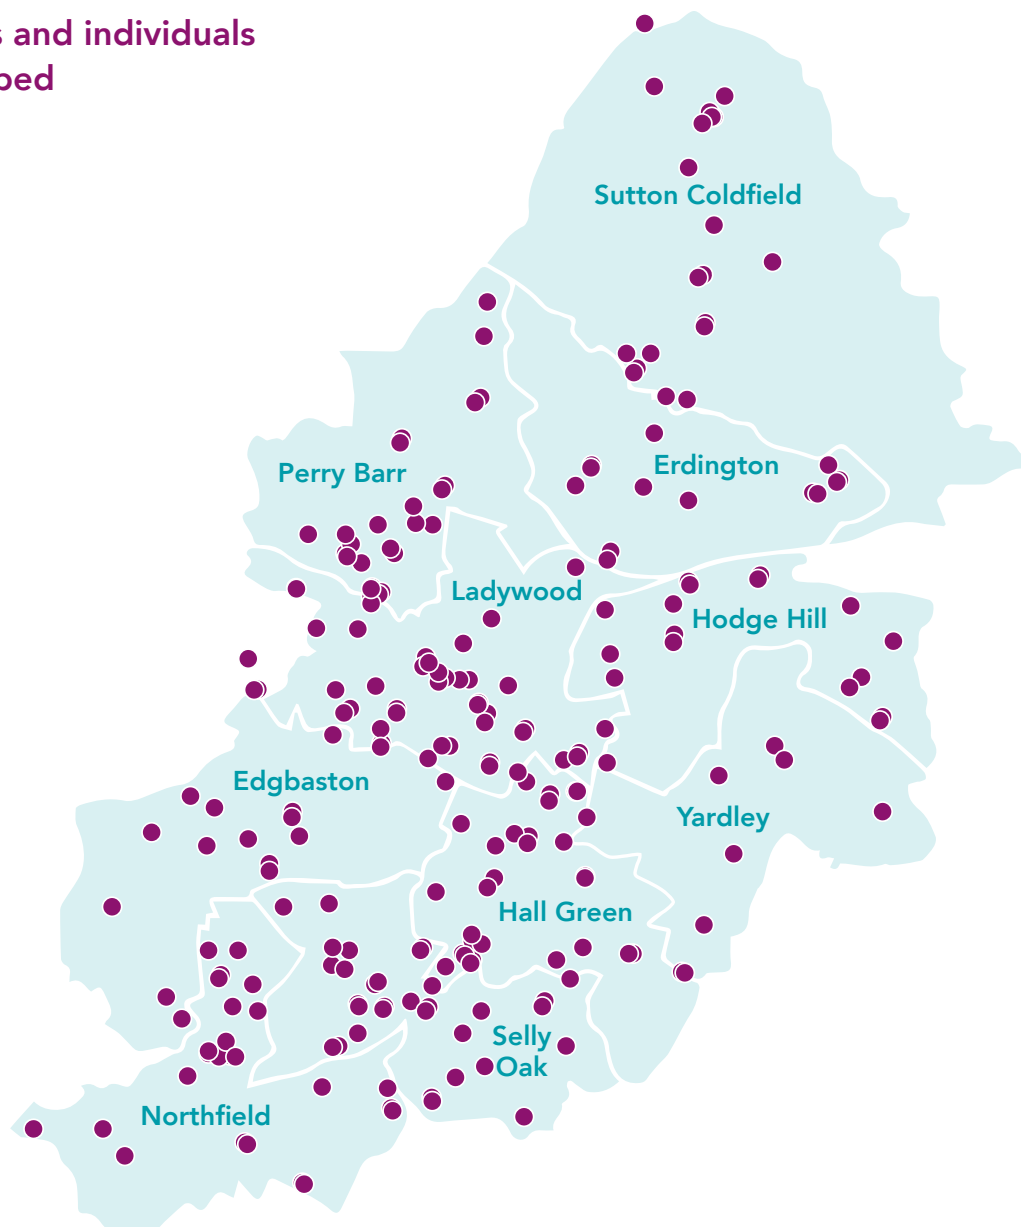 s and individuals
ped
Sutton Coldfield
Erdington
Perry Barr
Ladywood
Hodge Hill
Edgbaston
Yardley
Hall Green
Selly
Oak
Northfield